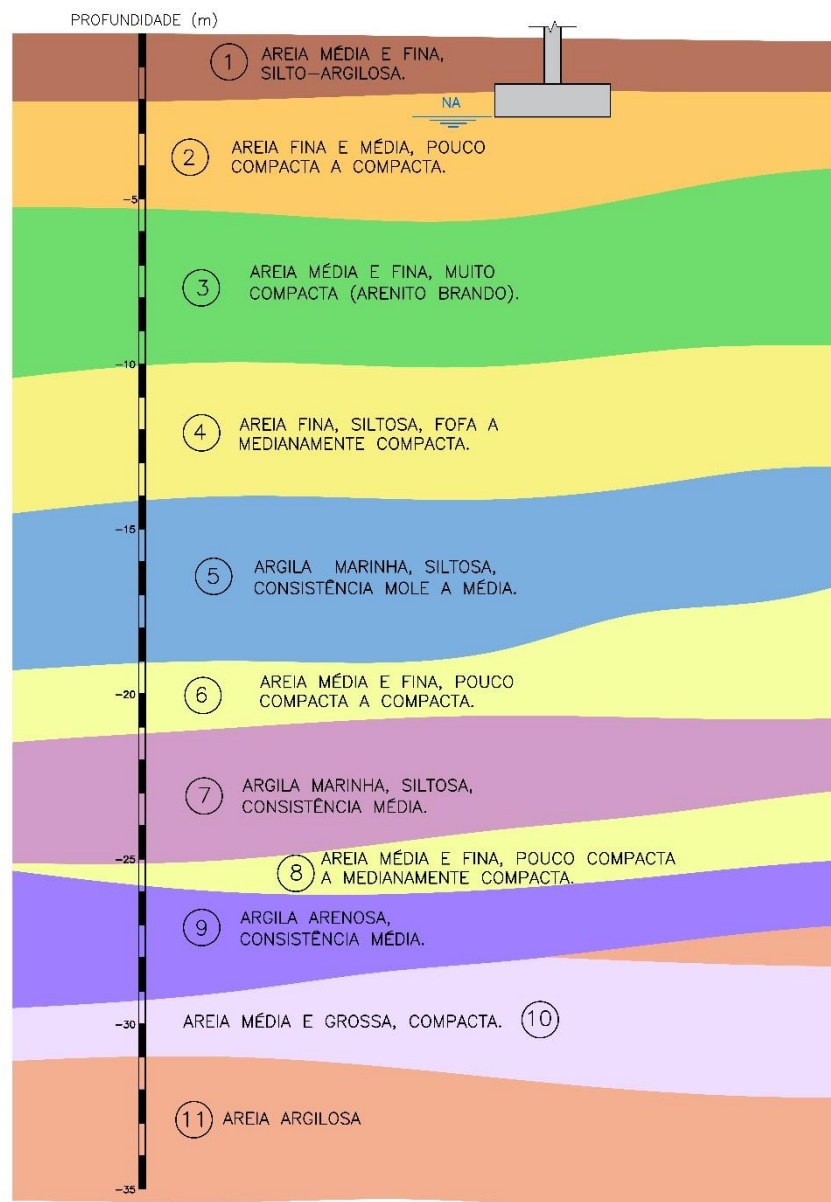 PROFUNDIDADE (m)
1 AREIA MÉDIA E FINA,
SILTO-ARGILOSA.
NA
2 AREIA FINA E MÉDIA, POUCO
COMPACTA A COMPACTA.
-5
3 AREIA MÉDIA E FINA, MUITO
COMPACTA (ARENITO BRANDO).
-10
4 AREIA FINA, SILTOSA, FOFA A
MEDIANAMENTE COMPACTA.
-15
5 ARGILA MARINHA, SILTOSA,
CONSISTÊNCIA MOLE A MÉDIA.
6 AREIA MÉDIA E FINA, POUCO
COMPACTA A COMPACTA.
-20
7 ARGILA MARINHA, SILTOSA,
CONSISTÊNCIA MÉDIA.
-25
8 AREIA MÉDIA E FINA, POUCO COMPACTA
A MEDIANAMENTE COMPACTA.
9 ARGILA ARENOSA,
CONSISTÊNCIA MÉDIA.
-30
AREIA MÉDIA E GROSSA, COMPACTA. 10
11 AREIA ARGILOSA
-35